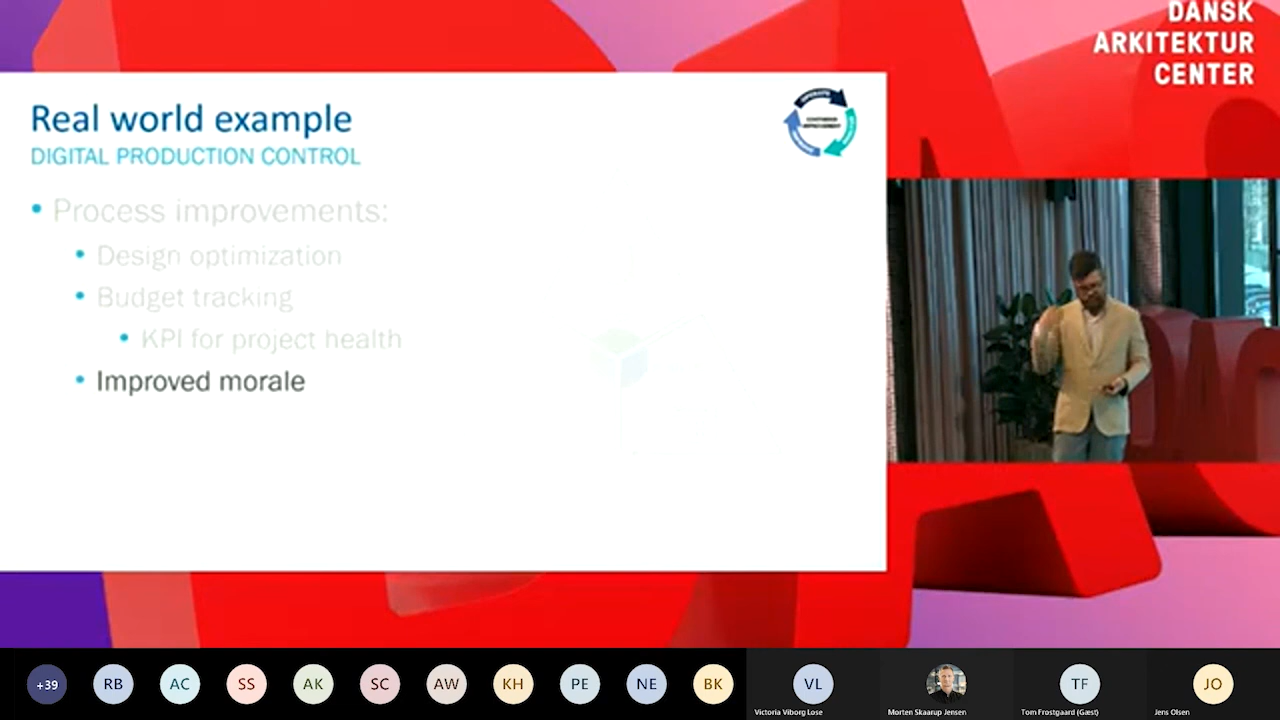 DANSK
ARKITEKTUR
CENTER
Real world example
DIGITAL PRODUCTION CONTROL
OPERATE
• Process improvements:
• Design optimization
• Budget tracking
• KPI for project health
• Improved morale
+39
RB
AC
SS
AK
SC
AW
KH
PE
NE
BK
VL
TF
JO
Victoria Viborg Lose
Morten Skaarup Jensen
Tom Frostgaard (Gæst)
Jens Olsen